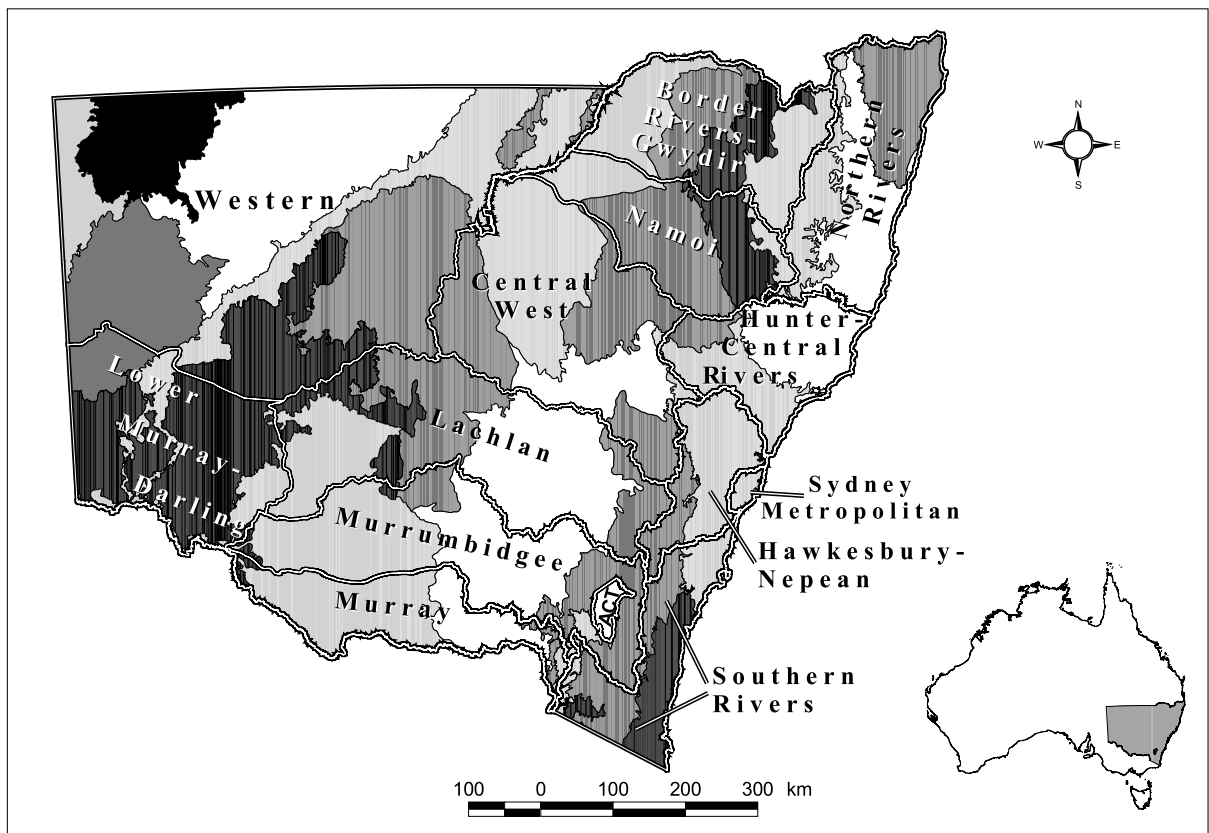 Border
Rivers-
Gwydir
Northern
Rivers
N
W E
S
Western
Namoi
Central
West
Hunter-
Central
Rivers
Lower
Murray-
Darling
Lachlan
Sydney
Metropolitan
Murrumbidgee
Hawkesbury-
Nepean
Murray
ACT
Southern
Rivers
100 0 100 200 300 km